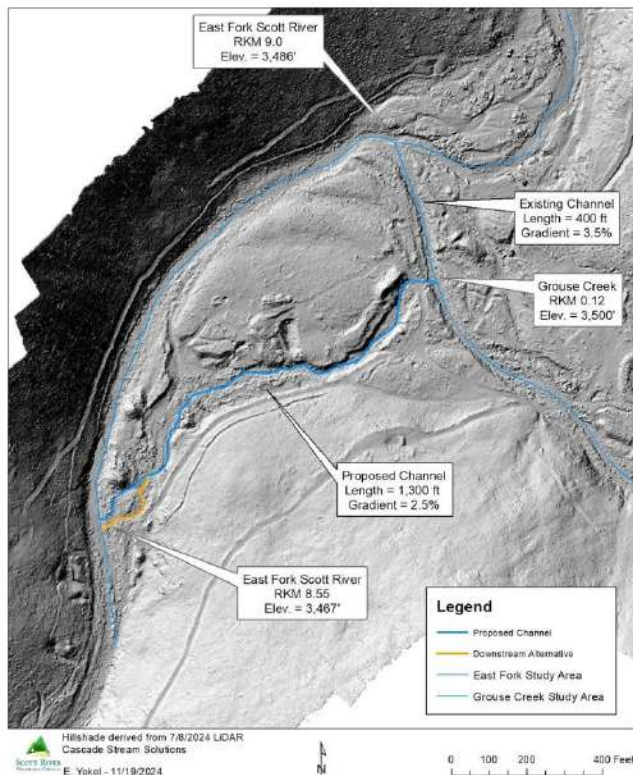 East Fork Scott River
RKM 9.0
Elev. = 3,486'
Existing Channel
Length = 400 ft
Gradient = 3.5%
Grouse Creek
RKM 0.12
Elev. = 3,500'
Proposed Channel
Length = 1,300 ft
Gradient = 2.5%
East Fork Scott River
RKM 8.55
Elev. = 3,467'
Legend
Proposed Channel
Downstream Alternative
East Fork Study Area
Grouse Creek Study Area
Hillshade derived from 7/8/2024 LiDAR
Cascade Stream Solutions
SCOTT RIVER
E. Yokel - 11/19/2024
N
0 100 200 400 Feet